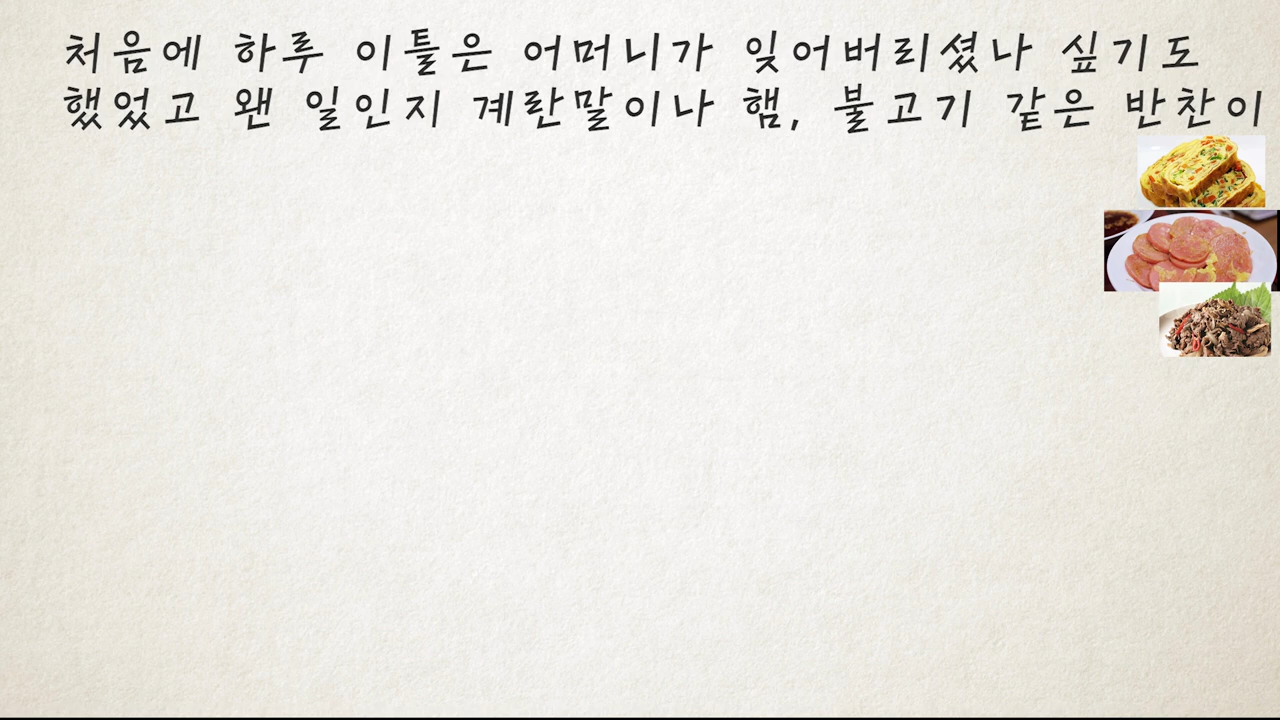 처음에 하루 이틀은 어머니가 잊어버리셨나 싶기도
했었고 왠 일인지 계란말이나 햄, 불고기 같은 반찬이